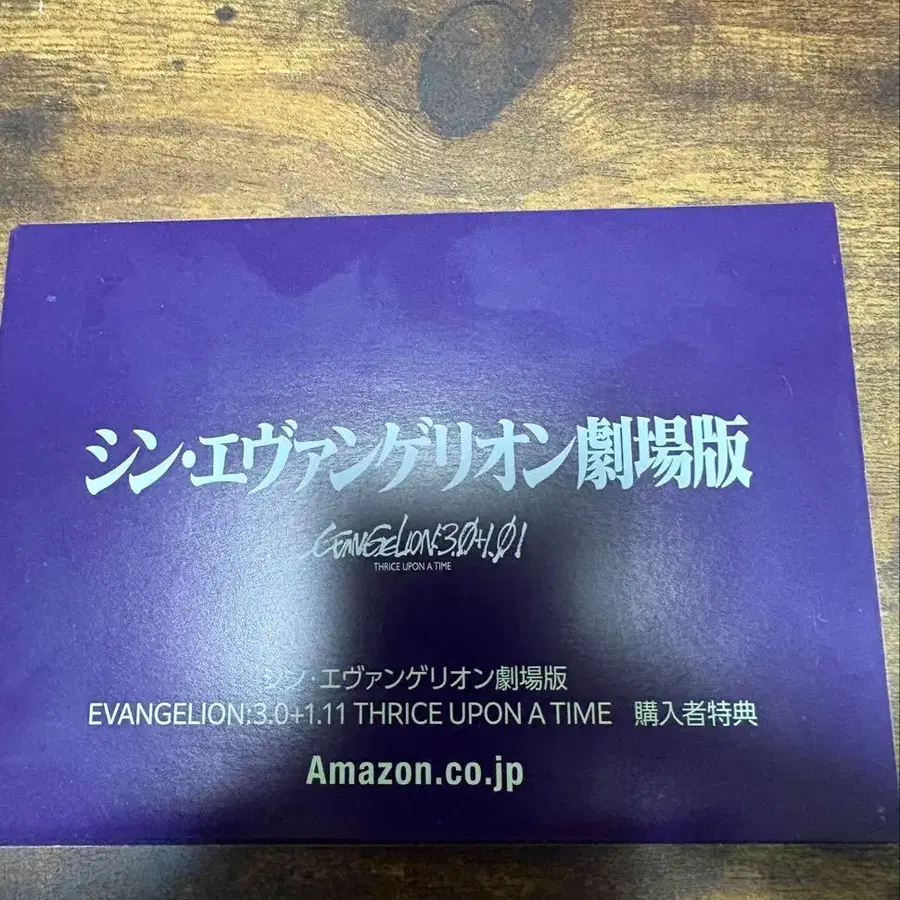 シン・エヴァンゲリオン劇場版
EVANGELION:3.0+1.01
THRICE UPON A TIME
シン・エヴァンゲリオン劇場版
EVANGELION:3.0+1.11 THRICE UPON A TIME 購入者特典
Amazon.co.jp